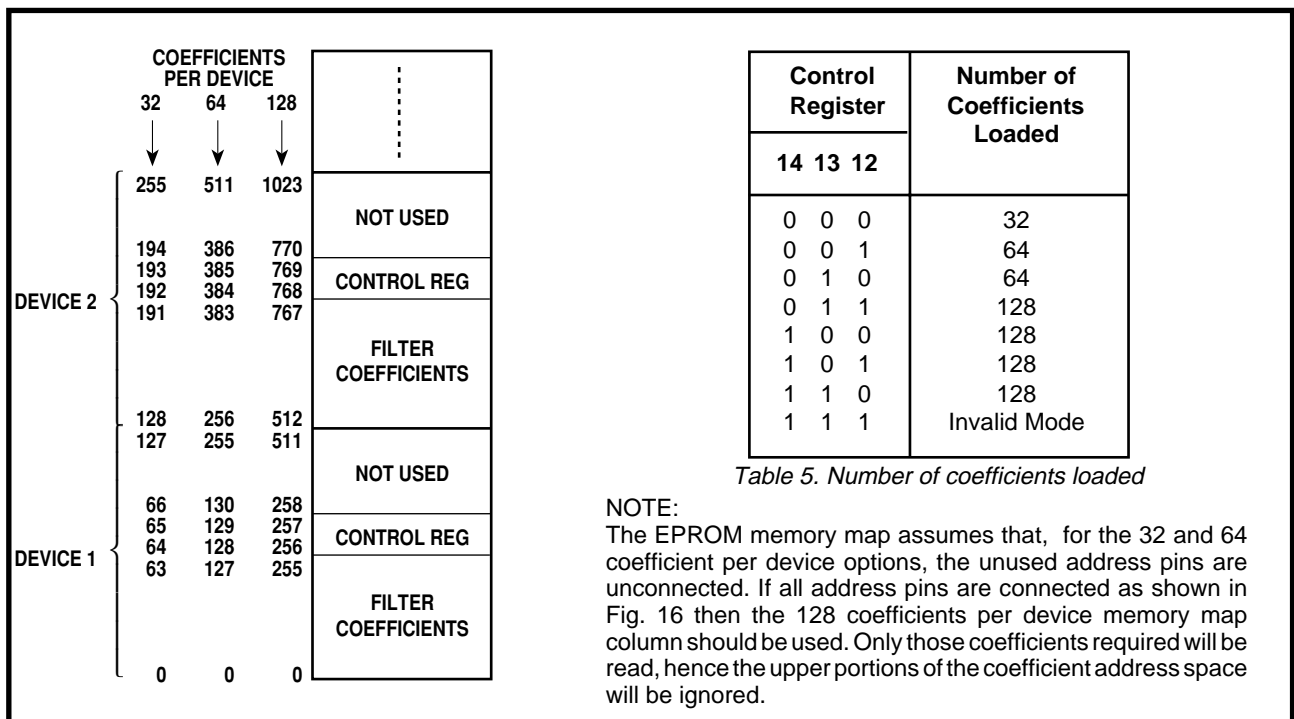 COEFFICIENTS
PER DEVICE
32 64 128
255 511 1023
NOT USED
194 386 770
193 385 769
CONTROL REG
192 384 768
DEVICE 2
191 383 767
FILTER
COEFFICIENTS
128 256 512
127 255 511
NOT USED
66 130 258
65 129 257
CONTROL REG
64 128 256
DEVICE 1
63 127 255
FILTER
COEFFICIENTS
0 0 0
Control Register
Number of Coefficients Loaded
14 13 12
0 0 0 32
0 0 1 64
0 1 0 64
0 1 1 128
1 0 0 128
1 0 1 128
1 1 0 128
1 1 1 Invalid Mode
Table 5. Number of coefficients loaded
NOTE:
The EPROM memory map assumes that, for the 32 and 64
coefficient per device options, the unused address pins are
unconnected. If all address pins are connected as shown in
Fig. 16 then the 128 coefficients per device memory map
column should be used. Only those coefficients required will be
read, hence the upper portions of the coefficient address space
will be ignored.